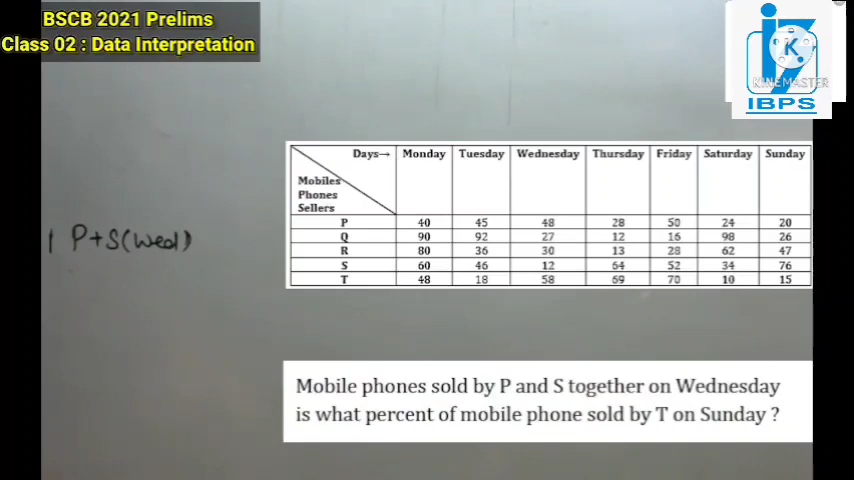 BSCB 2021 Prelims
Class 02 : Data Interpretation
K
KINEMASTER
IBPS
Days→ Monday Tuesday Wednesday Thursday Friday Saturday Sunday
Mobiles
Phones
Sellers
P 40 45 48 28 50 24 20
Q 90 92 27 12 16 98 26
R 80 36 30 13 28 62 47
S 60 46 12 64 52 34 76
T 48 18 58 69 70 10 15
1 P+S(Wed)
Mobile phones sold by P and S together on Wednesday
is what percent of mobile phone sold by T on Sunday ?